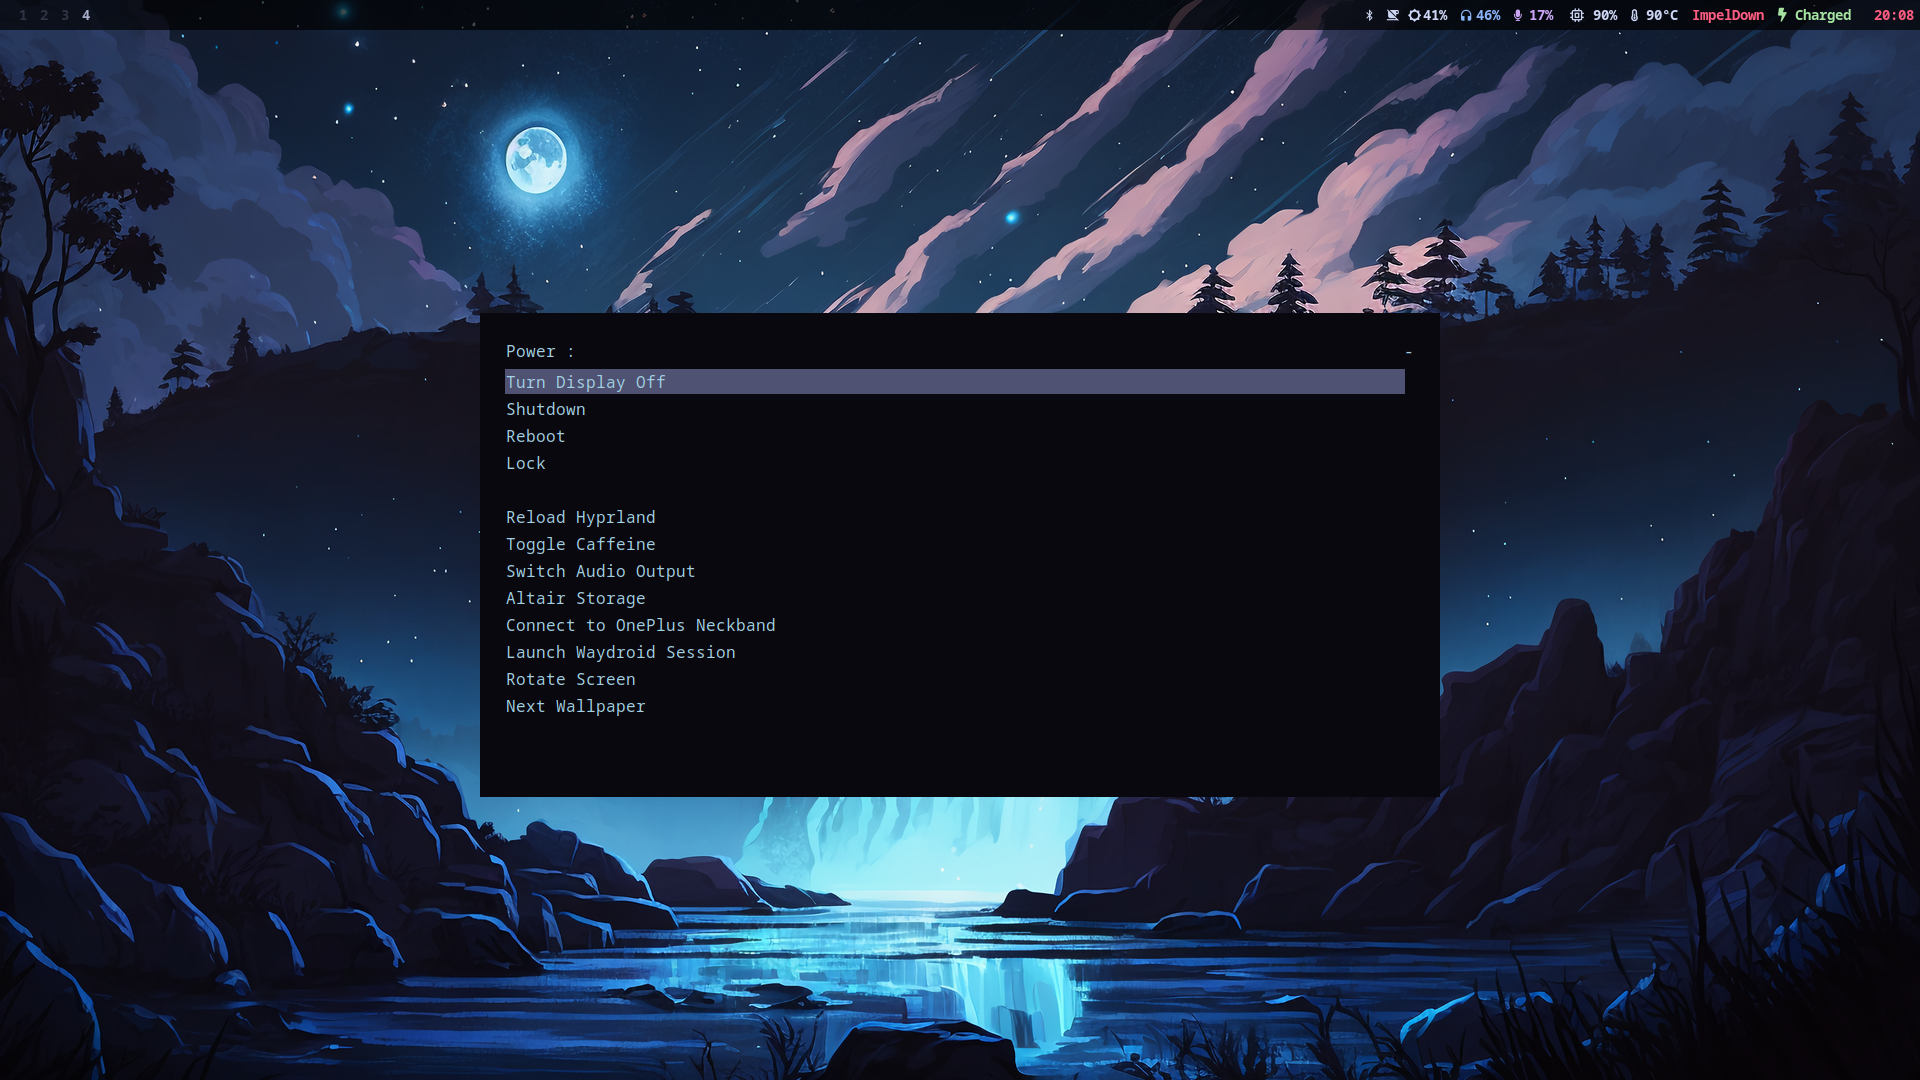 1 2 3 4 41% 46% 17% 90% 90°C ImpelDown Charged 20:08
Power : -
Turn Display Off
Shutdown
Reboot
Lock
Reload Hyprland
Toggle Caffeine
Switch Audio Output
Altair Storage
Connect to OnePlus Neckband
Launch Waydroid Session
Rotate Screen
Next Wallpaper